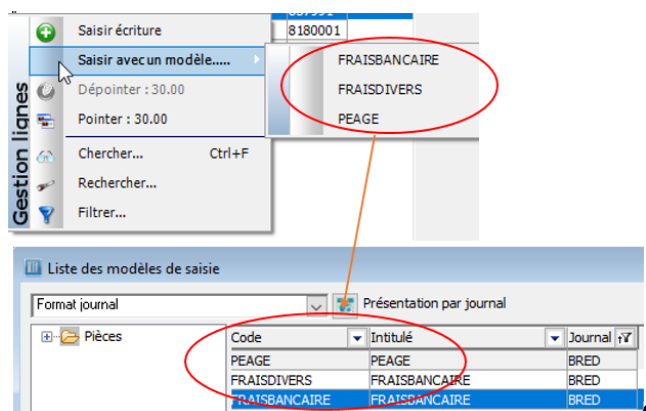 Saisir écriture
8180001
Saisir avec un modèle.....
FRAISBANCAIRE
Dépointer : 30.00
FRAISDIVERS
Pointer : 30.00
PEAGE
Chercher... Ctrl+F
Rechercher...
Filtrer...
Gestion lignes
Liste des modèles de saisie
Format journal
Présentation par journal
Pièces
Code Intitulé Journal
PEAGE PEAGE BRED
FRAISDIVERS FRAISBANCAIRE BRED
FRAISBANCAIRE FRAISBANCAIRE BRED